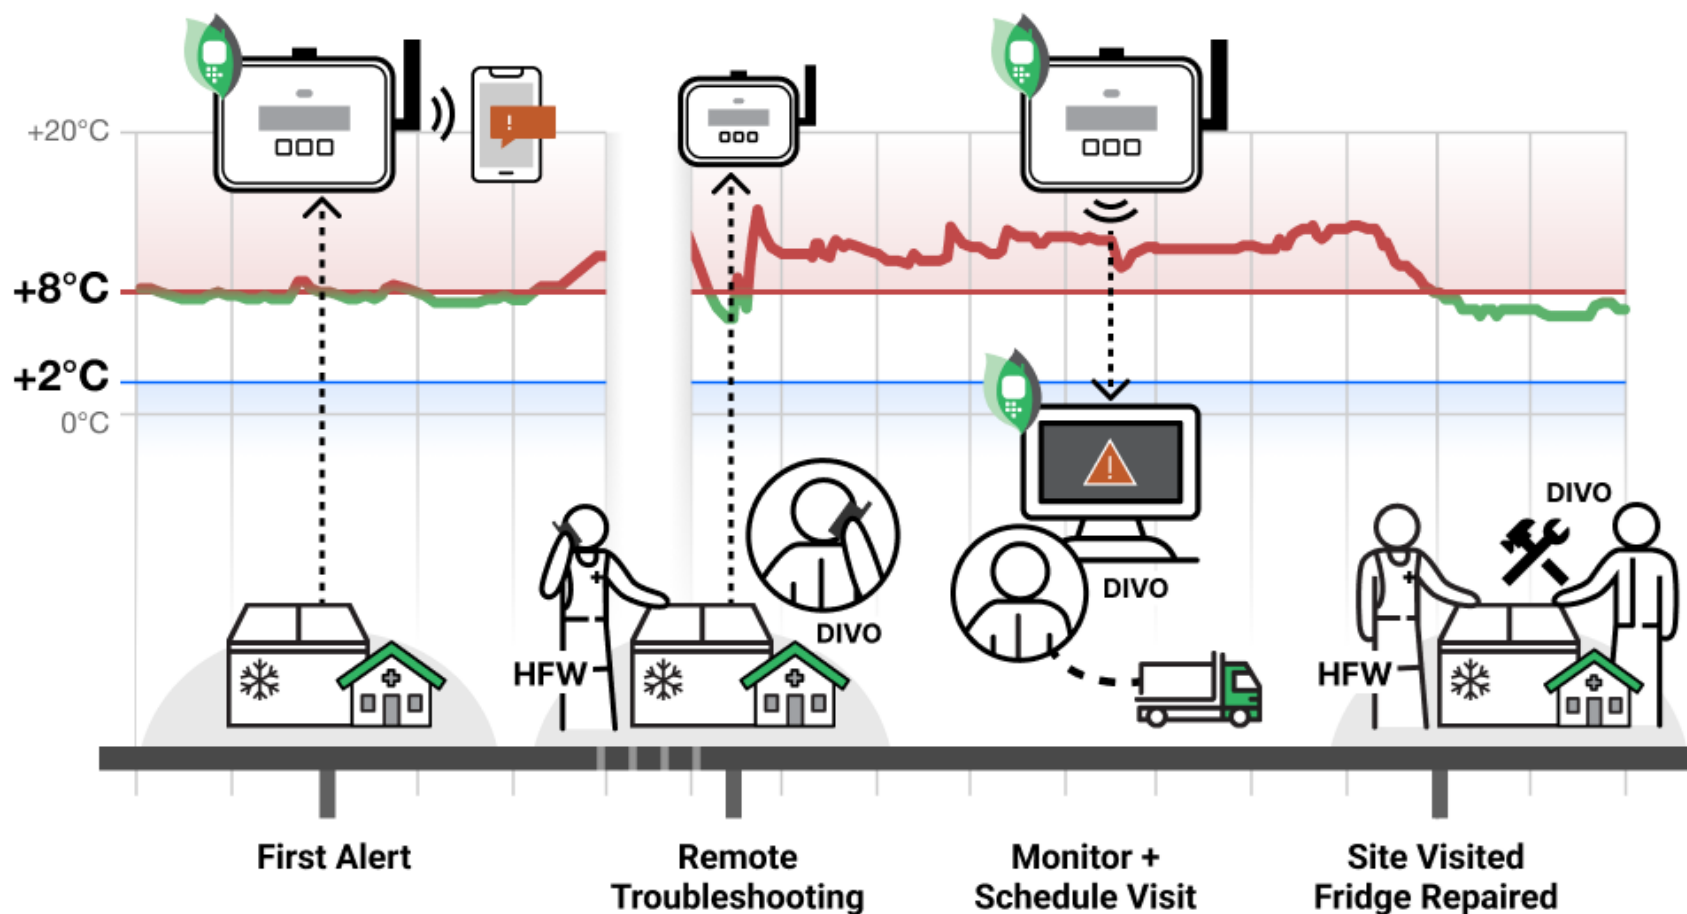 +20°C
+8°C
+2°C
0°C
!
!
DIVO
DIVO
DIVO
HFW
HFW
First Alert
Remote
Troubleshooting
Monitor +
Schedule Visit
Site Visited
Fridge Repaired